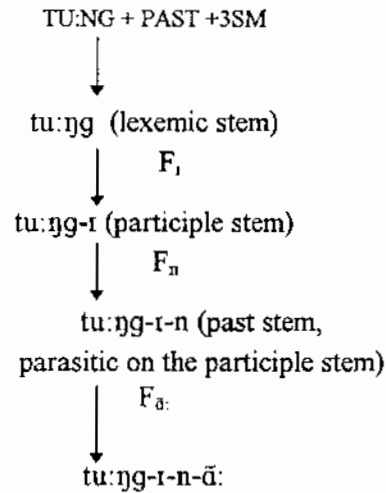 TU:NG + PAST +3SM
tu:ŋg (lexemic stem)
F₁
tu:ŋg-ɪ (participle stem)
Fₙ
tu:ŋg-ɪ-n (past stem,
parasitic on the participle stem)
F ã:
tu:ŋg-ɪ-n-ã: